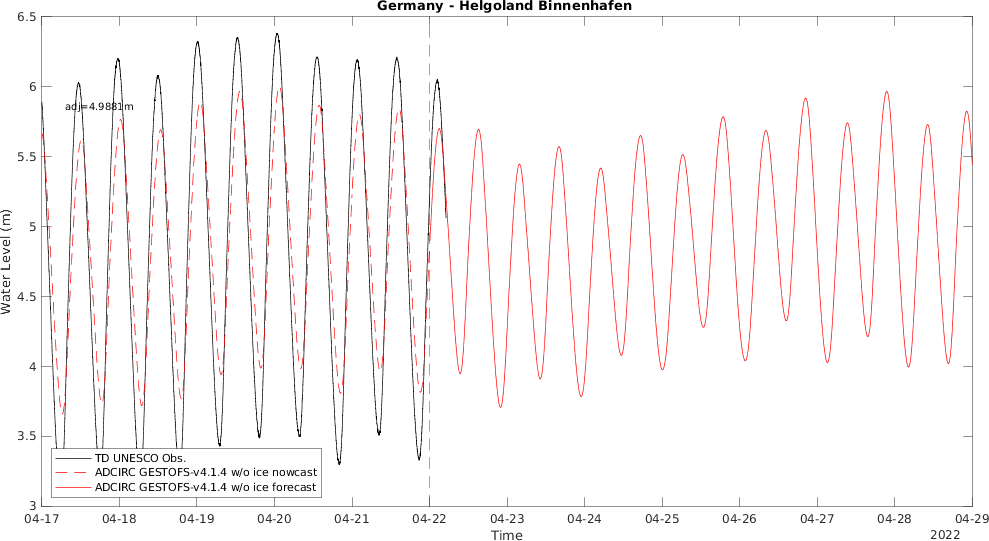 Germany - Helgoland Binnenhafen
6.5
6
5.5
5
4.5
4
3.5
3
Water Level (m)
adj=4.9881m
TD UNESCO Obs.
ADCIRC GESTOFS-v4.1.4 w/o ice nowcast
ADCIRC GESTOFS-v4.1.4 w/o ice forecast
04-17 04-18 04-19 04-20 04-21 04-22 04-23 04-24 04-25 04-26 04-27 04-28 04-29
Time
2022